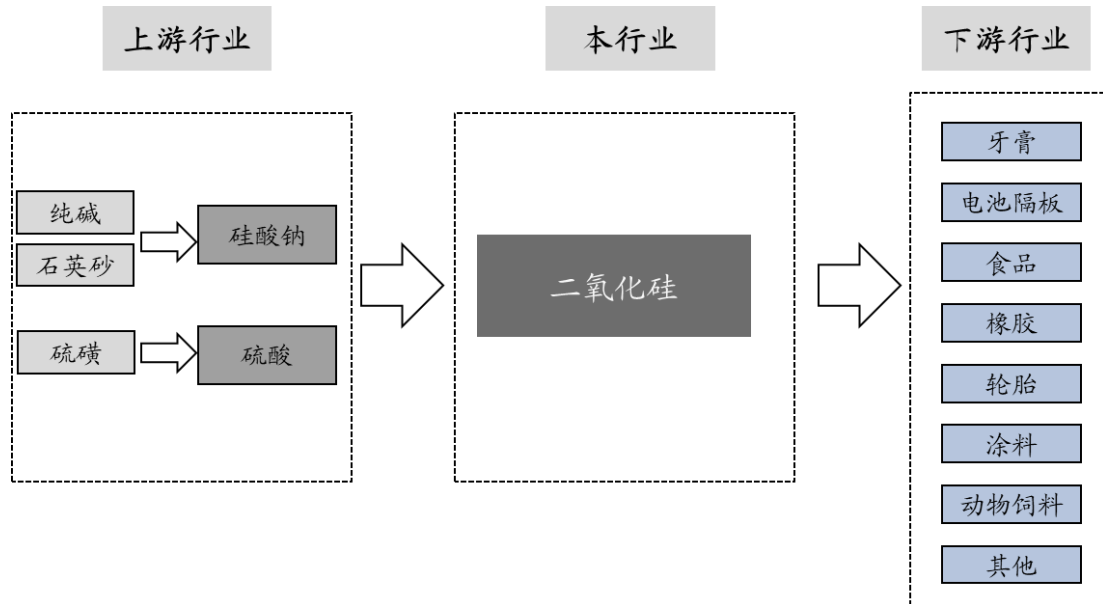 上游行业
本行业
下游行业
纯碱
石英砂
硅酸钠
硫磺
硫酸
二氧化硅
牙膏
电池隔板
食品
橡胶
轮胎
涂料
动物饲料
其他